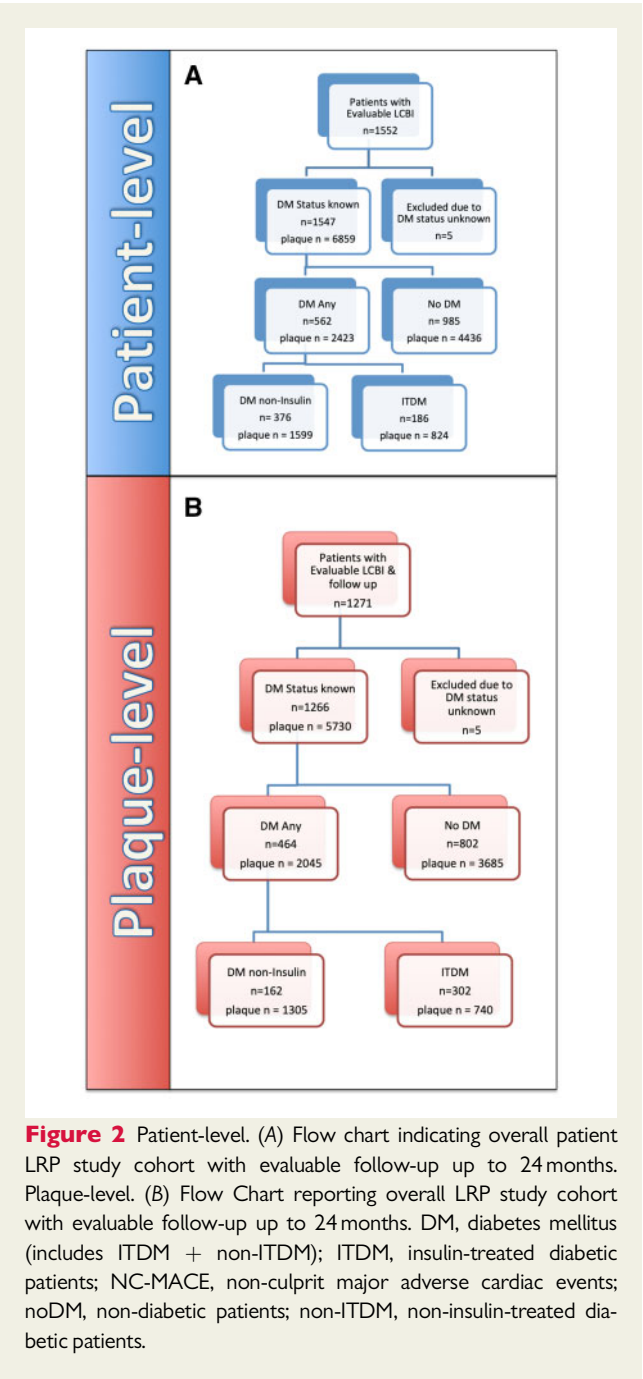 Patient-level
A
Patients with
Evaluable LCBI
n=1552
DM Status known
n=1547
plaque n = 6859
Excluded due to
DM status unknown
n=5
DM Any
n=562
plaque n = 2423
No DM
n= 985
plaque n = 4436
DM non-Insulin
n= 376
plaque n = 1599
ITDM
n=186
plaque n = 824
Plaque-level
B
Patients with
Evaluable LCBI &
follow up
n=1271
DM Status known
n=1266
plaque n = 5730
Excluded due to
DM status
unknown
n=5
DM Any
n=464
plaque n = 2045
No DM
n=802
plaque n = 3685
DM non-Insulin
n=162
plaque n = 1305
ITDM
n=302
plaque n = 740
Figure 2 Patient-level. (A) Flow chart indicating overall patient
LRP study cohort with evaluable follow-up up to 24 months.
Plaque-level. (B) Flow Chart reporting overall LRP study cohort
with evaluable follow-up up to 24 months. DM, diabetes mellitus
(includes ITDM + non-ITDM); ITDM, insulin-treated diabetic
patients; NC-MACE, non-culprit major adverse cardiac events;
noDM, non-diabetic patients; non-ITDM, non-insulin-treated dia-
betic patients.